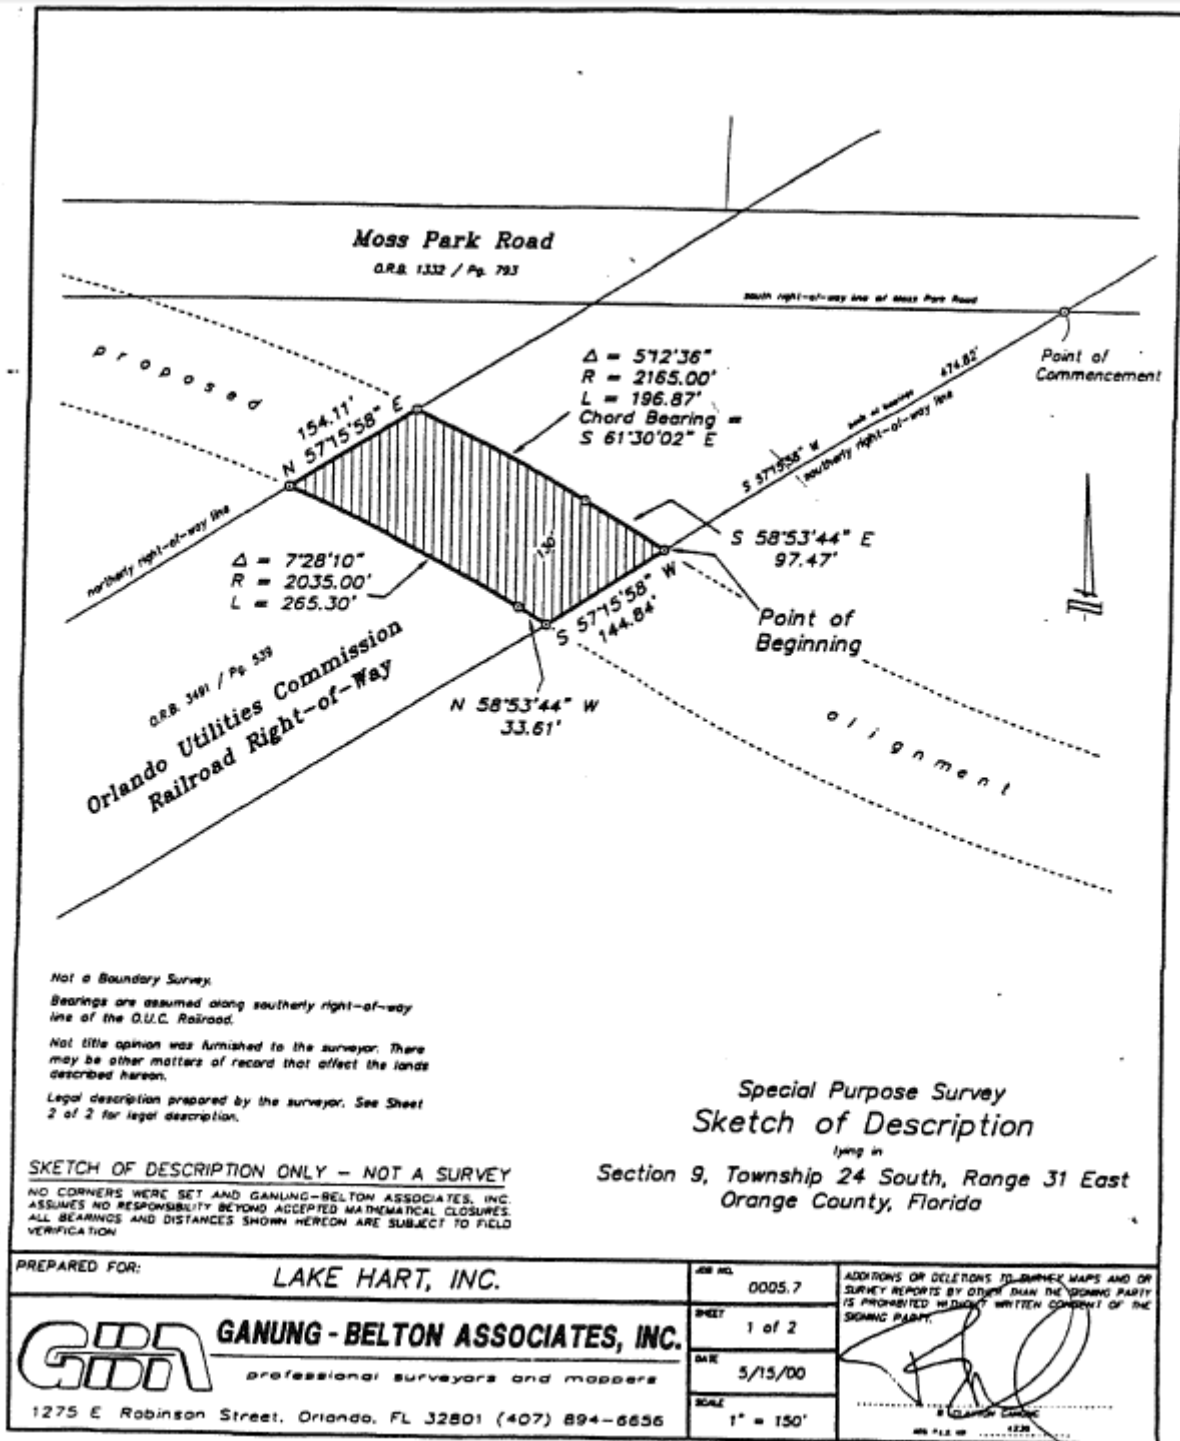 Moss Park Road
O.R.B. 1332 / Pg. 793
south right-of-way line of Moss Park Road
proposed
Δ = 5°12'36"
R = 2165.00'
L = 196.87'
Chord Bearing =
S 61°30'02" E
474.82'
Point of
Commencement
154.11'
N 57°15'58" E
basis of bearings
S 57°15'58" W
southerly right-of-way line
northerly right-of-way line
130'
S 58°53'44" E
97.47'
Δ = 7°28'10"
R = 2035.00'
L = 265.30'
S 57°15'58" W
144.84'
Point of
Beginning
O.R.B. 3491 / Pg. 539
Orlando Utilities Commission
Railroad Right-of-Way
N 58°53'44" W
33.61'
alignment
Not a Boundary Survey.
Bearings are assumed along southerly right-of-way
line of the O.U.C. Railroad.
Not title opinion was furnished to the surveyor. There
may be other matters of record that affect the lands
described hereon.
Legal description prepared by the surveyor. See Sheet
2 of 2 for legal description.
Special Purpose Survey
Sketch of Description
lying in
Section 9, Township 24 South, Range 31 East
Orange County, Florida
SKETCH OF DESCRIPTION ONLY - NOT A SURVEY
NO CORNERS WERE SET AND GANUNG-BELTON ASSOCIATES, INC.
ASSUMES NO RESPONSIBILITY BEYOND ACCEPTED MATHEMATICAL CLOSURES.
ALL BEARINGS AND DISTANCES SHOWN HEREON ARE SUBJECT TO FIELD
VERIFICATION
PREPARED FOR:
LAKE HART, INC.
GBA
GANUNG - BELTON ASSOCIATES, INC.
professional surveyors and mappers
1275 E Robinson Street, Orlando, FL 32801 (407) 894-6656
JOB NO.
0005.7
SHEET
1 of 2
DATE
5/15/00
SCALE
1" = 150'
ADDITIONS OR DELETIONS TO SURVEY MAPS AND OR
SURVEY REPORTS BY OTHER THAN THE SIGNING PARTY
IS PROHIBITED WITHOUT WRITTEN CONSENT OF THE
SIGNING PARTY.
R. CLAYTON GANUNG